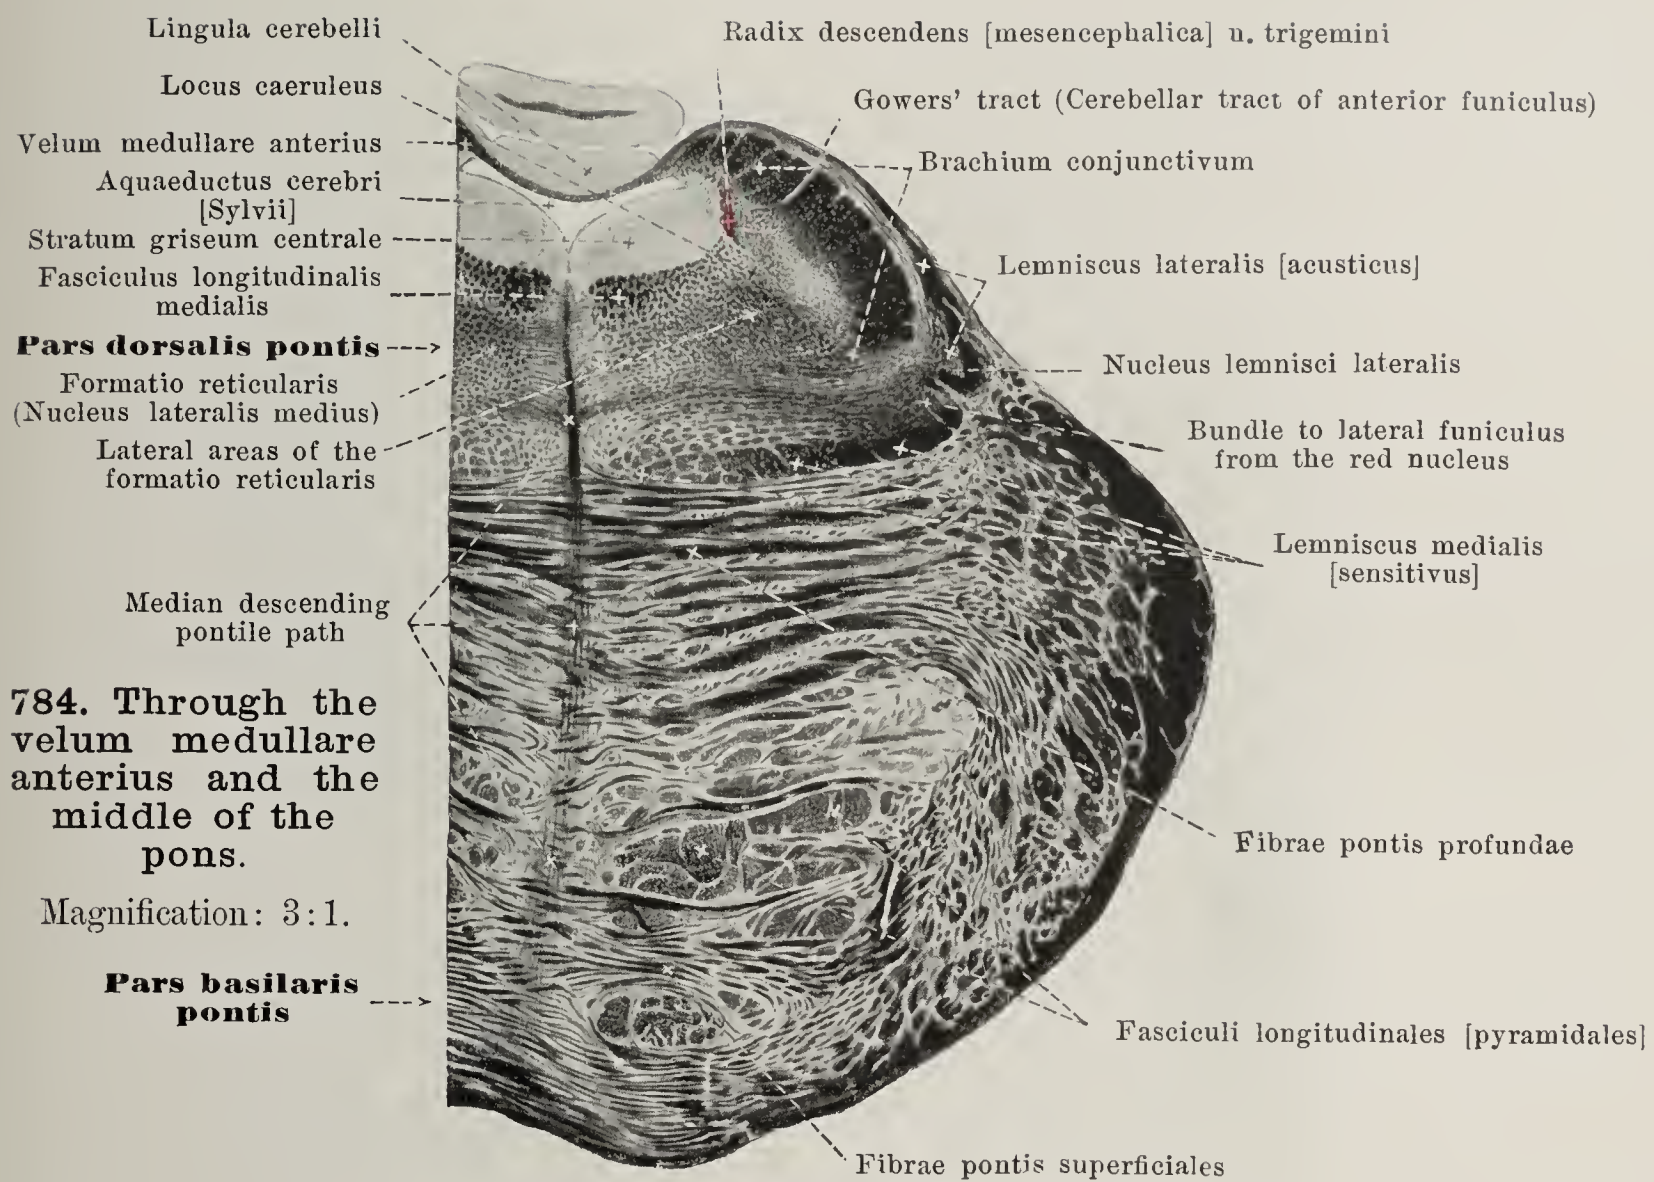 Lingula cerebelli
Locus caeruleus
Velum medullare anterius
Aquaeductus cerebri
[Sylvii]
Stratum griseum centrale
Fasciculus longitudinalis
medialis
Pars dorsalis pontis
Formatio reticularis
(Nucleus lateralis medius)
Lateral areas of the
formatio reticularis
Median descending
pontile path
784. Through the
velum medullare
anterius and the
middle of the
pons.
Magnification: 3:1.
Pars basilaris
pontis
Radix descendens [mesencephalica] n. trigemini
Gowers' tract (Cerebellar tract of anterior funiculus)
Brachium conjunctivum
Lemniscus lateralis [acusticus]
Nucleus lemnisci lateralis
Bundle to lateral funiculus
from the red nucleus
Lemniscus medialis
[sensitivus]
Fibrae pontis profundae
Fasciculi longitudinales [pyramidales]
Fibrae pontis superficiales